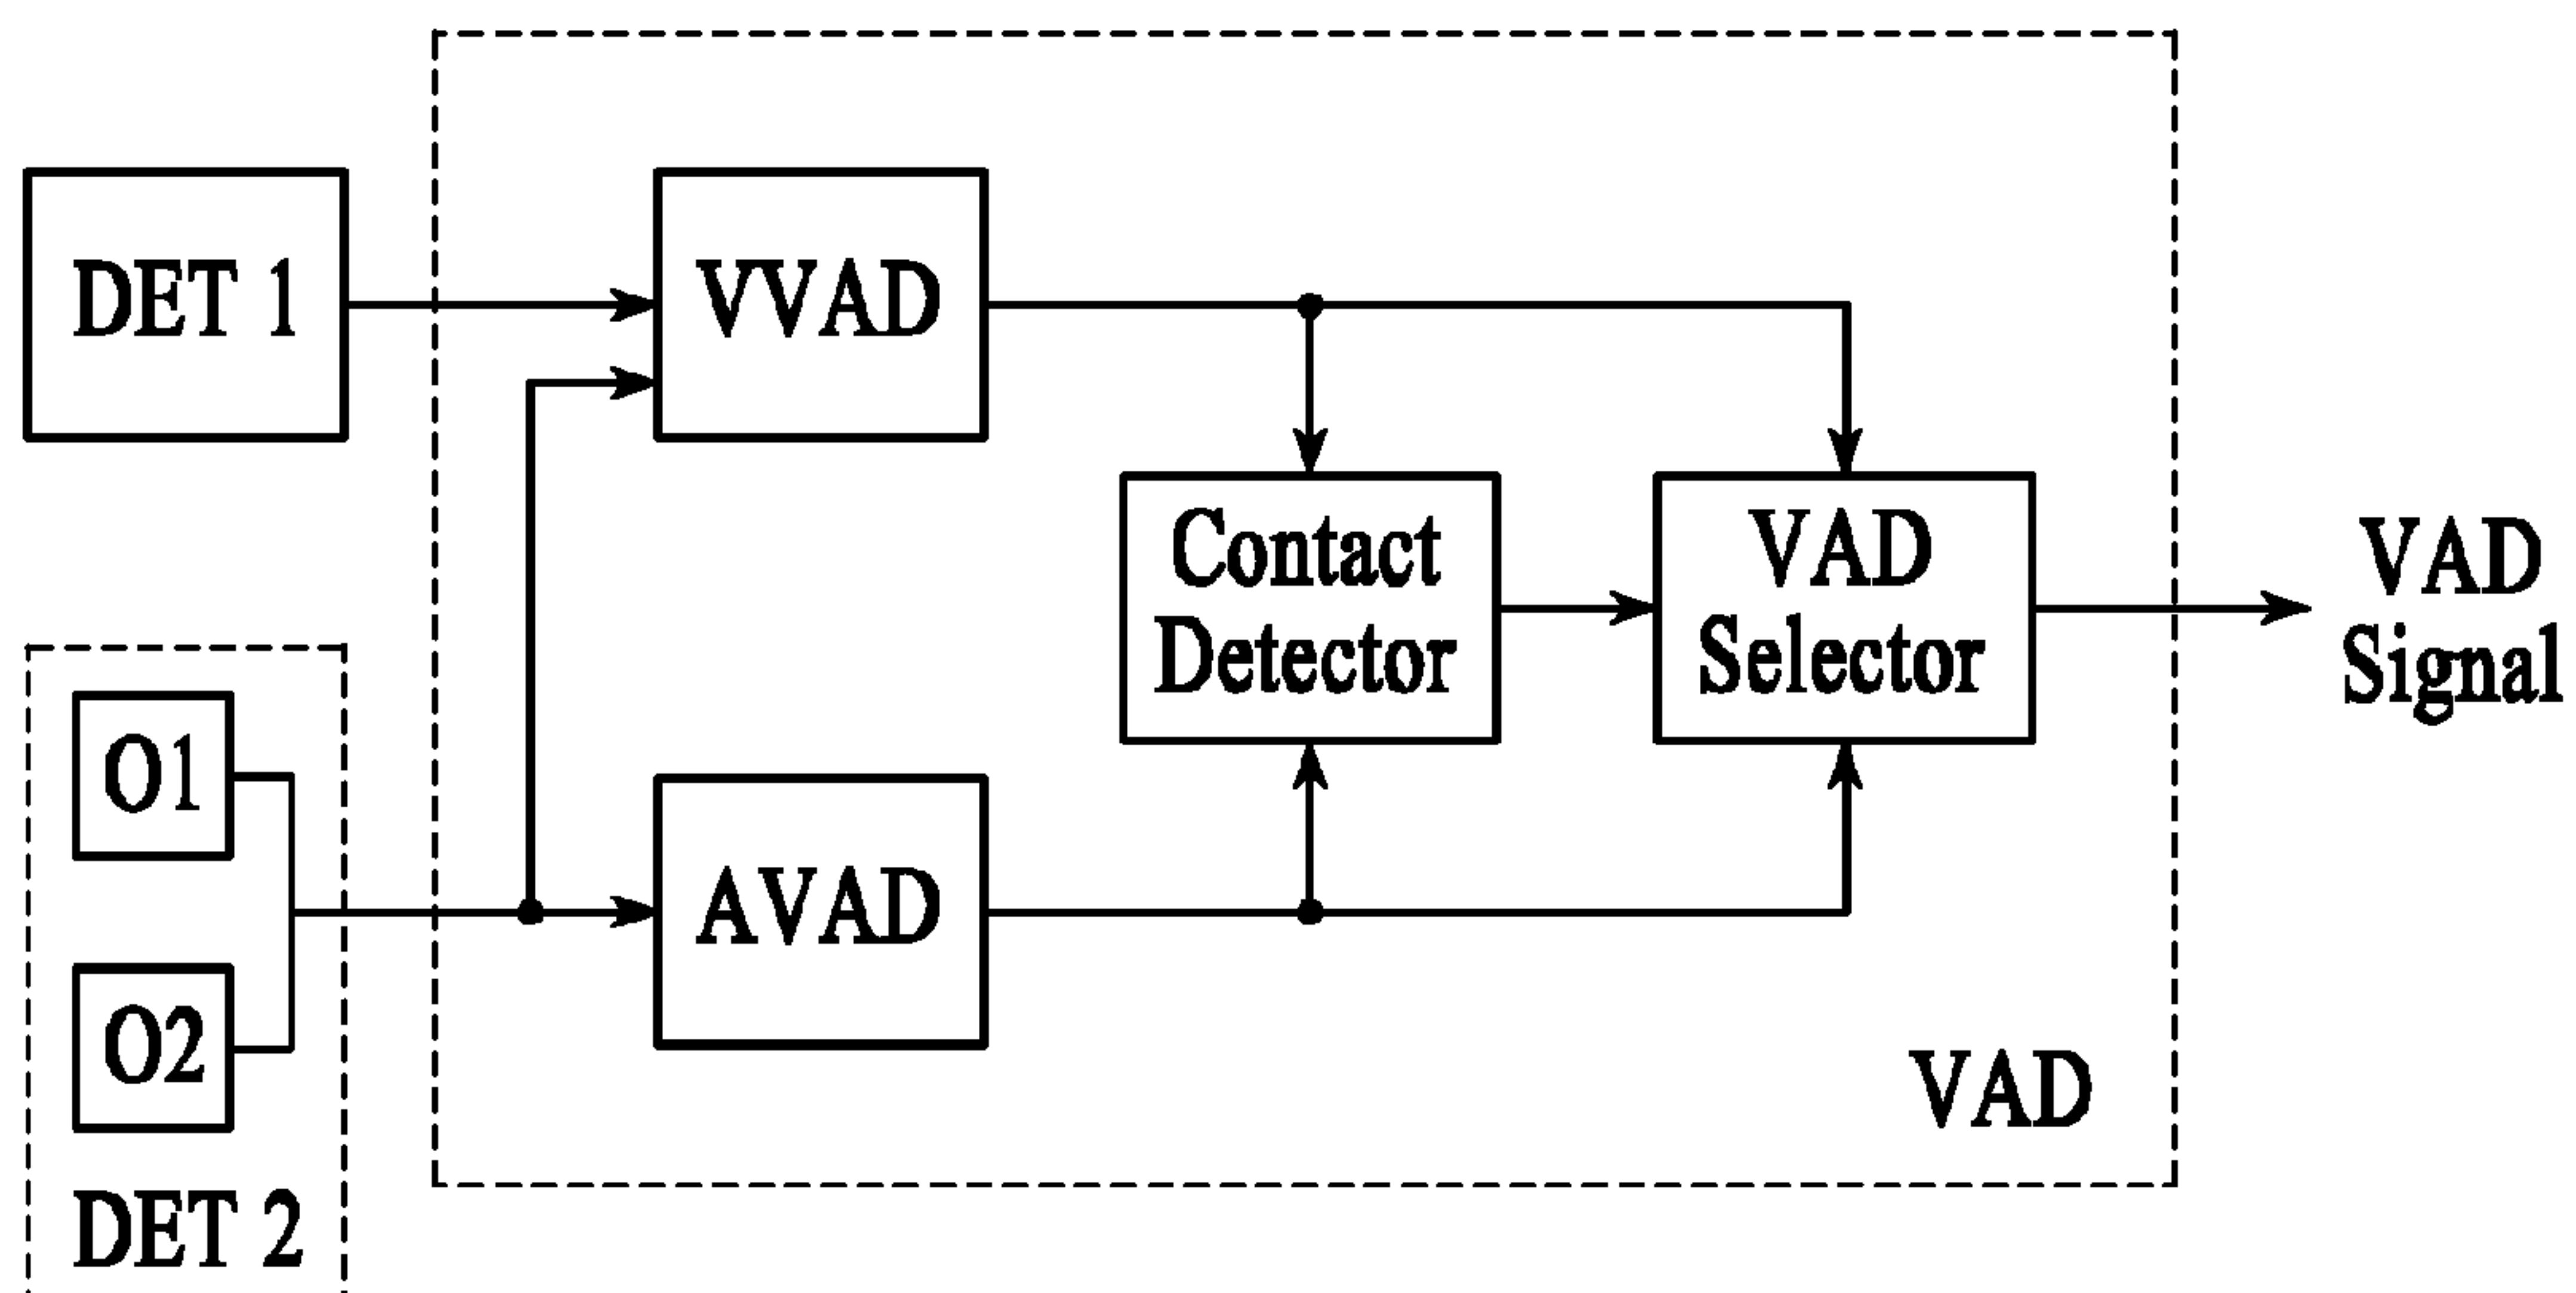 DET 1
VVAD
Contact
Detector
VAD
Selector
VAD
Signal
O1
O2
DET 2
AVAD
VAD